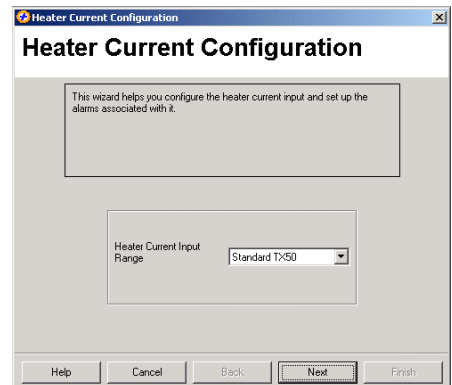 Heater Current Configuration
Heater Current Configuration
This wizard helps you configure the heater current input and set up the
alarms associated with it.
Heater Current Input
Range
Standard TX50
Help
Cancel
Back
Next
Finish